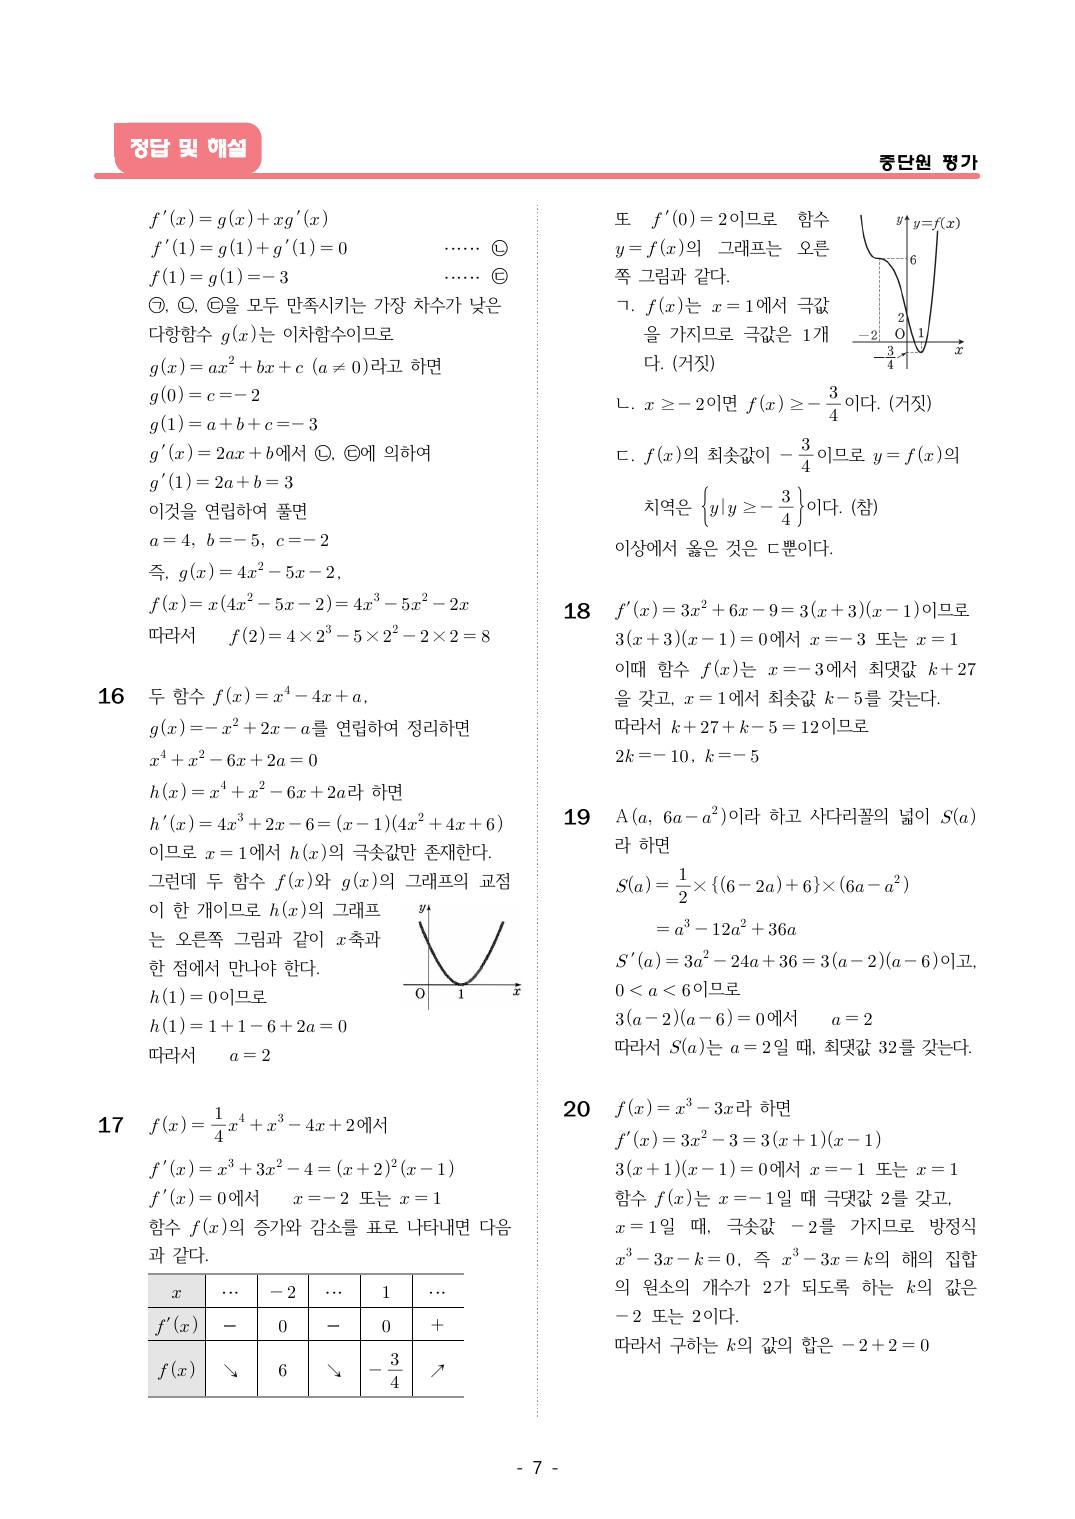 정답 및 해설
중단원 평가
f′(x) = g(x) + xg′(x)
f′(1) = g(1) + g′(1) = 0 …… ㉡
f(1) = g(1) = −3 …… ㉢
㉠, ㉡, ㉢을 모두 만족시키는 가장 차수가 낮은
다항함수 g(x)는 이차함수이므로
g(x) = ax² + bx + c (a ≠ 0)라고 하면
g(0) = c = −2
g(1) = a + b + c = −3
g′(x) = 2ax + b에서 ㉡, ㉢에 의하여
g′(1) = 2a + b = 3
이것을 연립하여 풀면
a = 4, b = −5, c = −2
즉, g(x) = 4x² − 5x − 2,
f(x) = x(4x² − 5x − 2) = 4x³ − 5x² − 2x
따라서 f(2) = 4×2³ − 5×2² − 2×2 = 8
16 두 함수 f(x) = x⁴ − 4x + a,
g(x) = −x² + 2x − a를 연립하여 정리하면
x⁴ + x² − 6x + 2a = 0
h(x) = x⁴ + x² − 6x + 2a라 하면
h′(x) = 4x³ + 2x − 6 = (x − 1)(4x² + 4x + 6)
이므로 x = 1에서 h(x)의 극솟값만 존재한다.
그런데 두 함수 f(x)와 g(x)의 그래프의 교점
이 한 개이므로 h(x)의 그래프
는 오른쪽 그림과 같이 x축과
한 점에서 만나야 한다.
h(1) = 0이므로
h(1) = 1 + 1 − 6 + 2a = 0
따라서 a = 2
y
O 1 x
17 f(x) = 1/4 x⁴ + x³ − 4x + 2에서
f′(x) = x³ + 3x² − 4 = (x + 2)²(x − 1)
f′(x) = 0에서 x = −2 또는 x = 1
함수 f(x)의 증가와 감소를 표로 나타내면 다음
과 같다.
x … −2 … 1 …
f′(x) − 0 − 0 +
f(x) ↘ 6 ↘ −3/4 ↗
또 f′(0) = 2이므로 함수
y = f(x)의 그래프는 오른
쪽 그림과 같다.
ㄱ. f(x)는 x = 1에서 극값
을 가지므로 극값은 1개
다. (거짓)
y y=f(x)
6
2
−2 O 1 x
−3/4
ㄴ. x ≥ −2이면 f(x) ≥ −3/4이다. (거짓)
ㄷ. f(x)의 최솟값이 −3/4이므로 y = f(x)의
치역은 {y | y ≥ −3/4}이다. (참)
이상에서 옳은 것은 ㄷ뿐이다.
18 f′(x) = 3x² + 6x − 9 = 3(x + 3)(x − 1)이므로
3(x + 3)(x − 1) = 0에서 x = −3 또는 x = 1
이때 함수 f(x)는 x = −3에서 최댓값 k + 27
을 갖고, x = 1에서 최솟값 k − 5를 갖는다.
따라서 k + 27 + k − 5 = 12이므로
2k = −10, k = −5
19 A(a, 6a − a²)이라 하고 사다리꼴의 넓이 S(a)
라 하면
S(a) = 1/2 × {(6 − 2a) + 6} × (6a − a²)
= a³ − 12a² + 36a
S′(a) = 3a² − 24a + 36 = 3(a − 2)(a − 6)이고,
0 < a < 6이므로
3(a − 2)(a − 6) = 0에서 a = 2
따라서 S(a)는 a = 2일 때, 최댓값 32를 갖는다.
20 f(x) = x³ − 3x라 하면
f′(x) = 3x² − 3 = 3(x + 1)(x − 1)
3(x + 1)(x − 1) = 0에서 x = −1 또는 x = 1
함수 f(x)는 x = −1일 때 극댓값 2를 갖고,
x = 1일 때, 극솟값 −2를 가지므로 방정식
x³ − 3x − k = 0, 즉 x³ − 3x = k의 해의 집합
의 원소의 개수가 2가 되도록 하는 k의 값은
−2 또는 2이다.
따라서 구하는 k의 값의 합은 −2 + 2 = 0
- 7 -